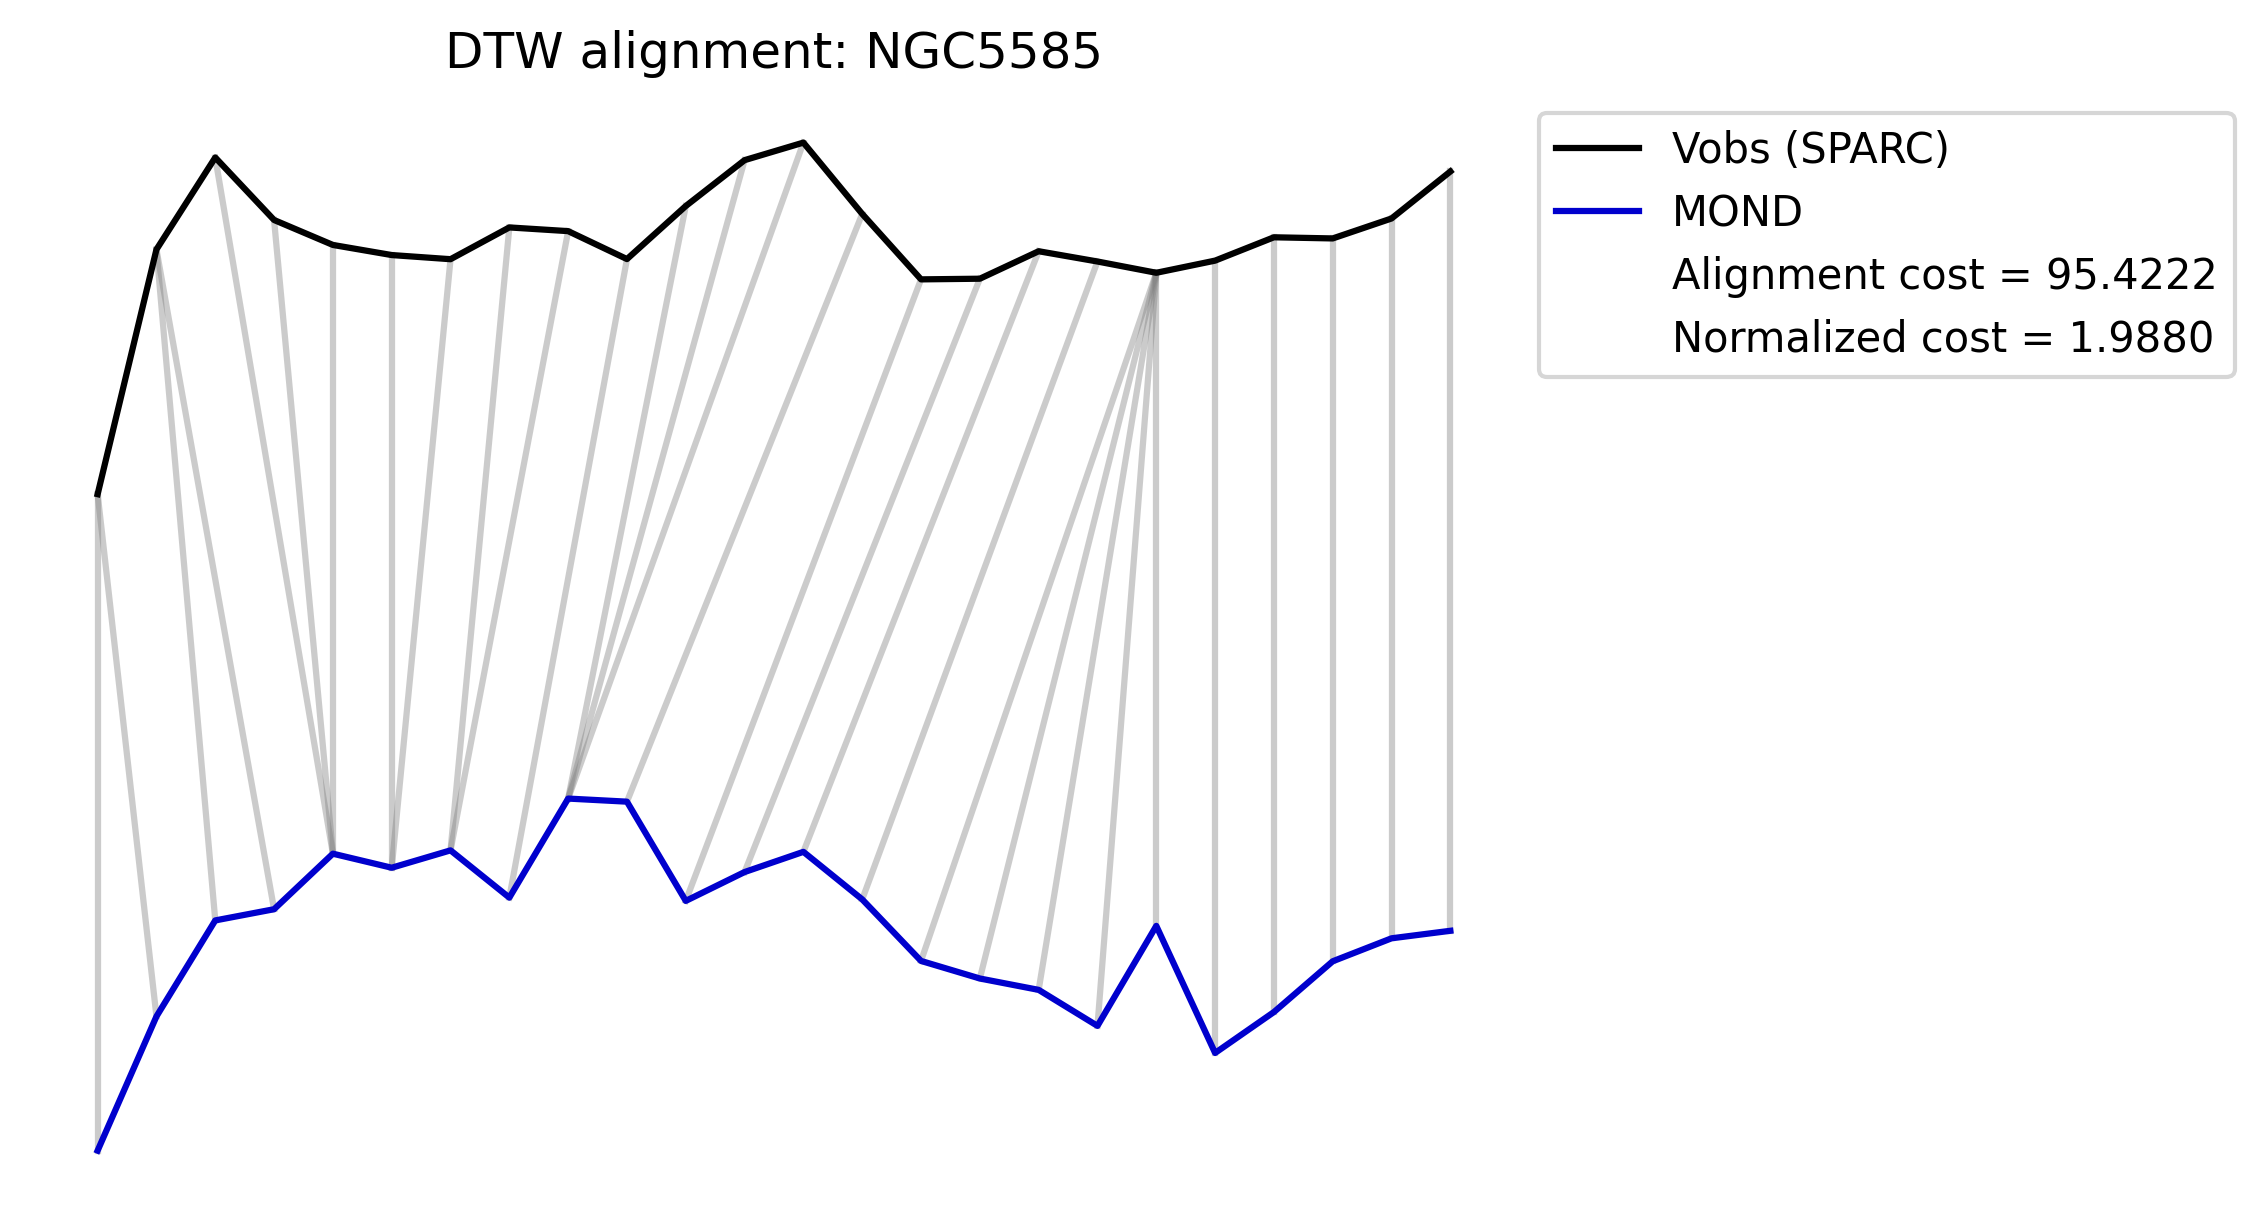 DTW alignment: NGC5585
Vobs (SPARC)
MOND
Alignment cost = 95.4222
Normalized cost = 1.9880